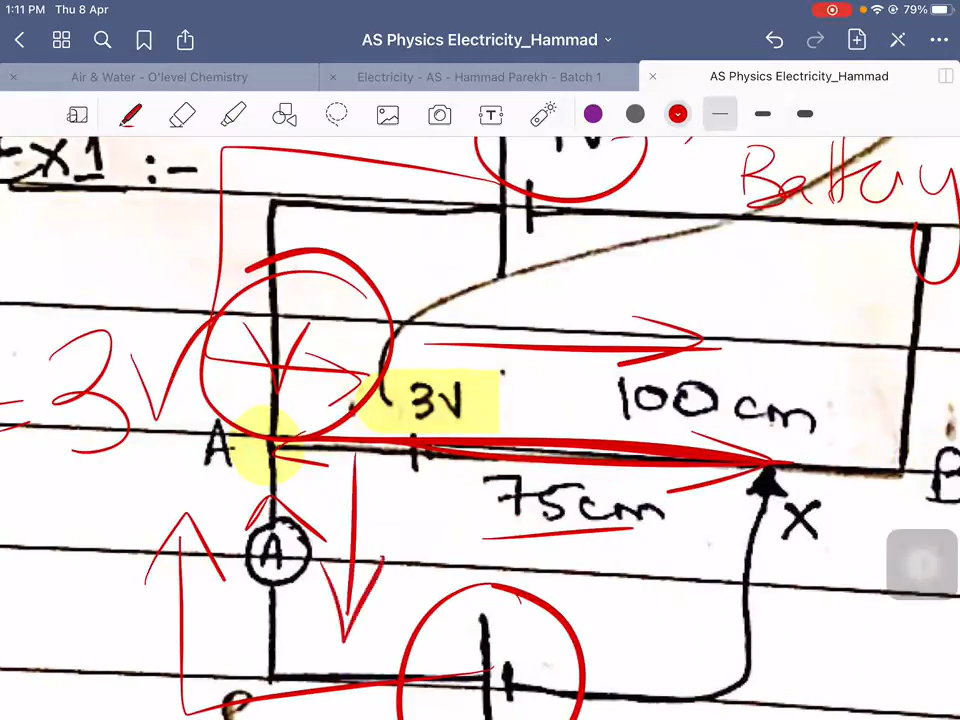 1:11 PM Thu 8 Apr
79%
AS Physics Electricity_Hammad
Air & Water - O'level Chemistry
Electricity - AS - Hammad Parekh - Batch 1
AS Physics Electricity_Hammad
Ex1 :-
Battery
= 3V
3V
100 cm
A
B
75cm
X
A